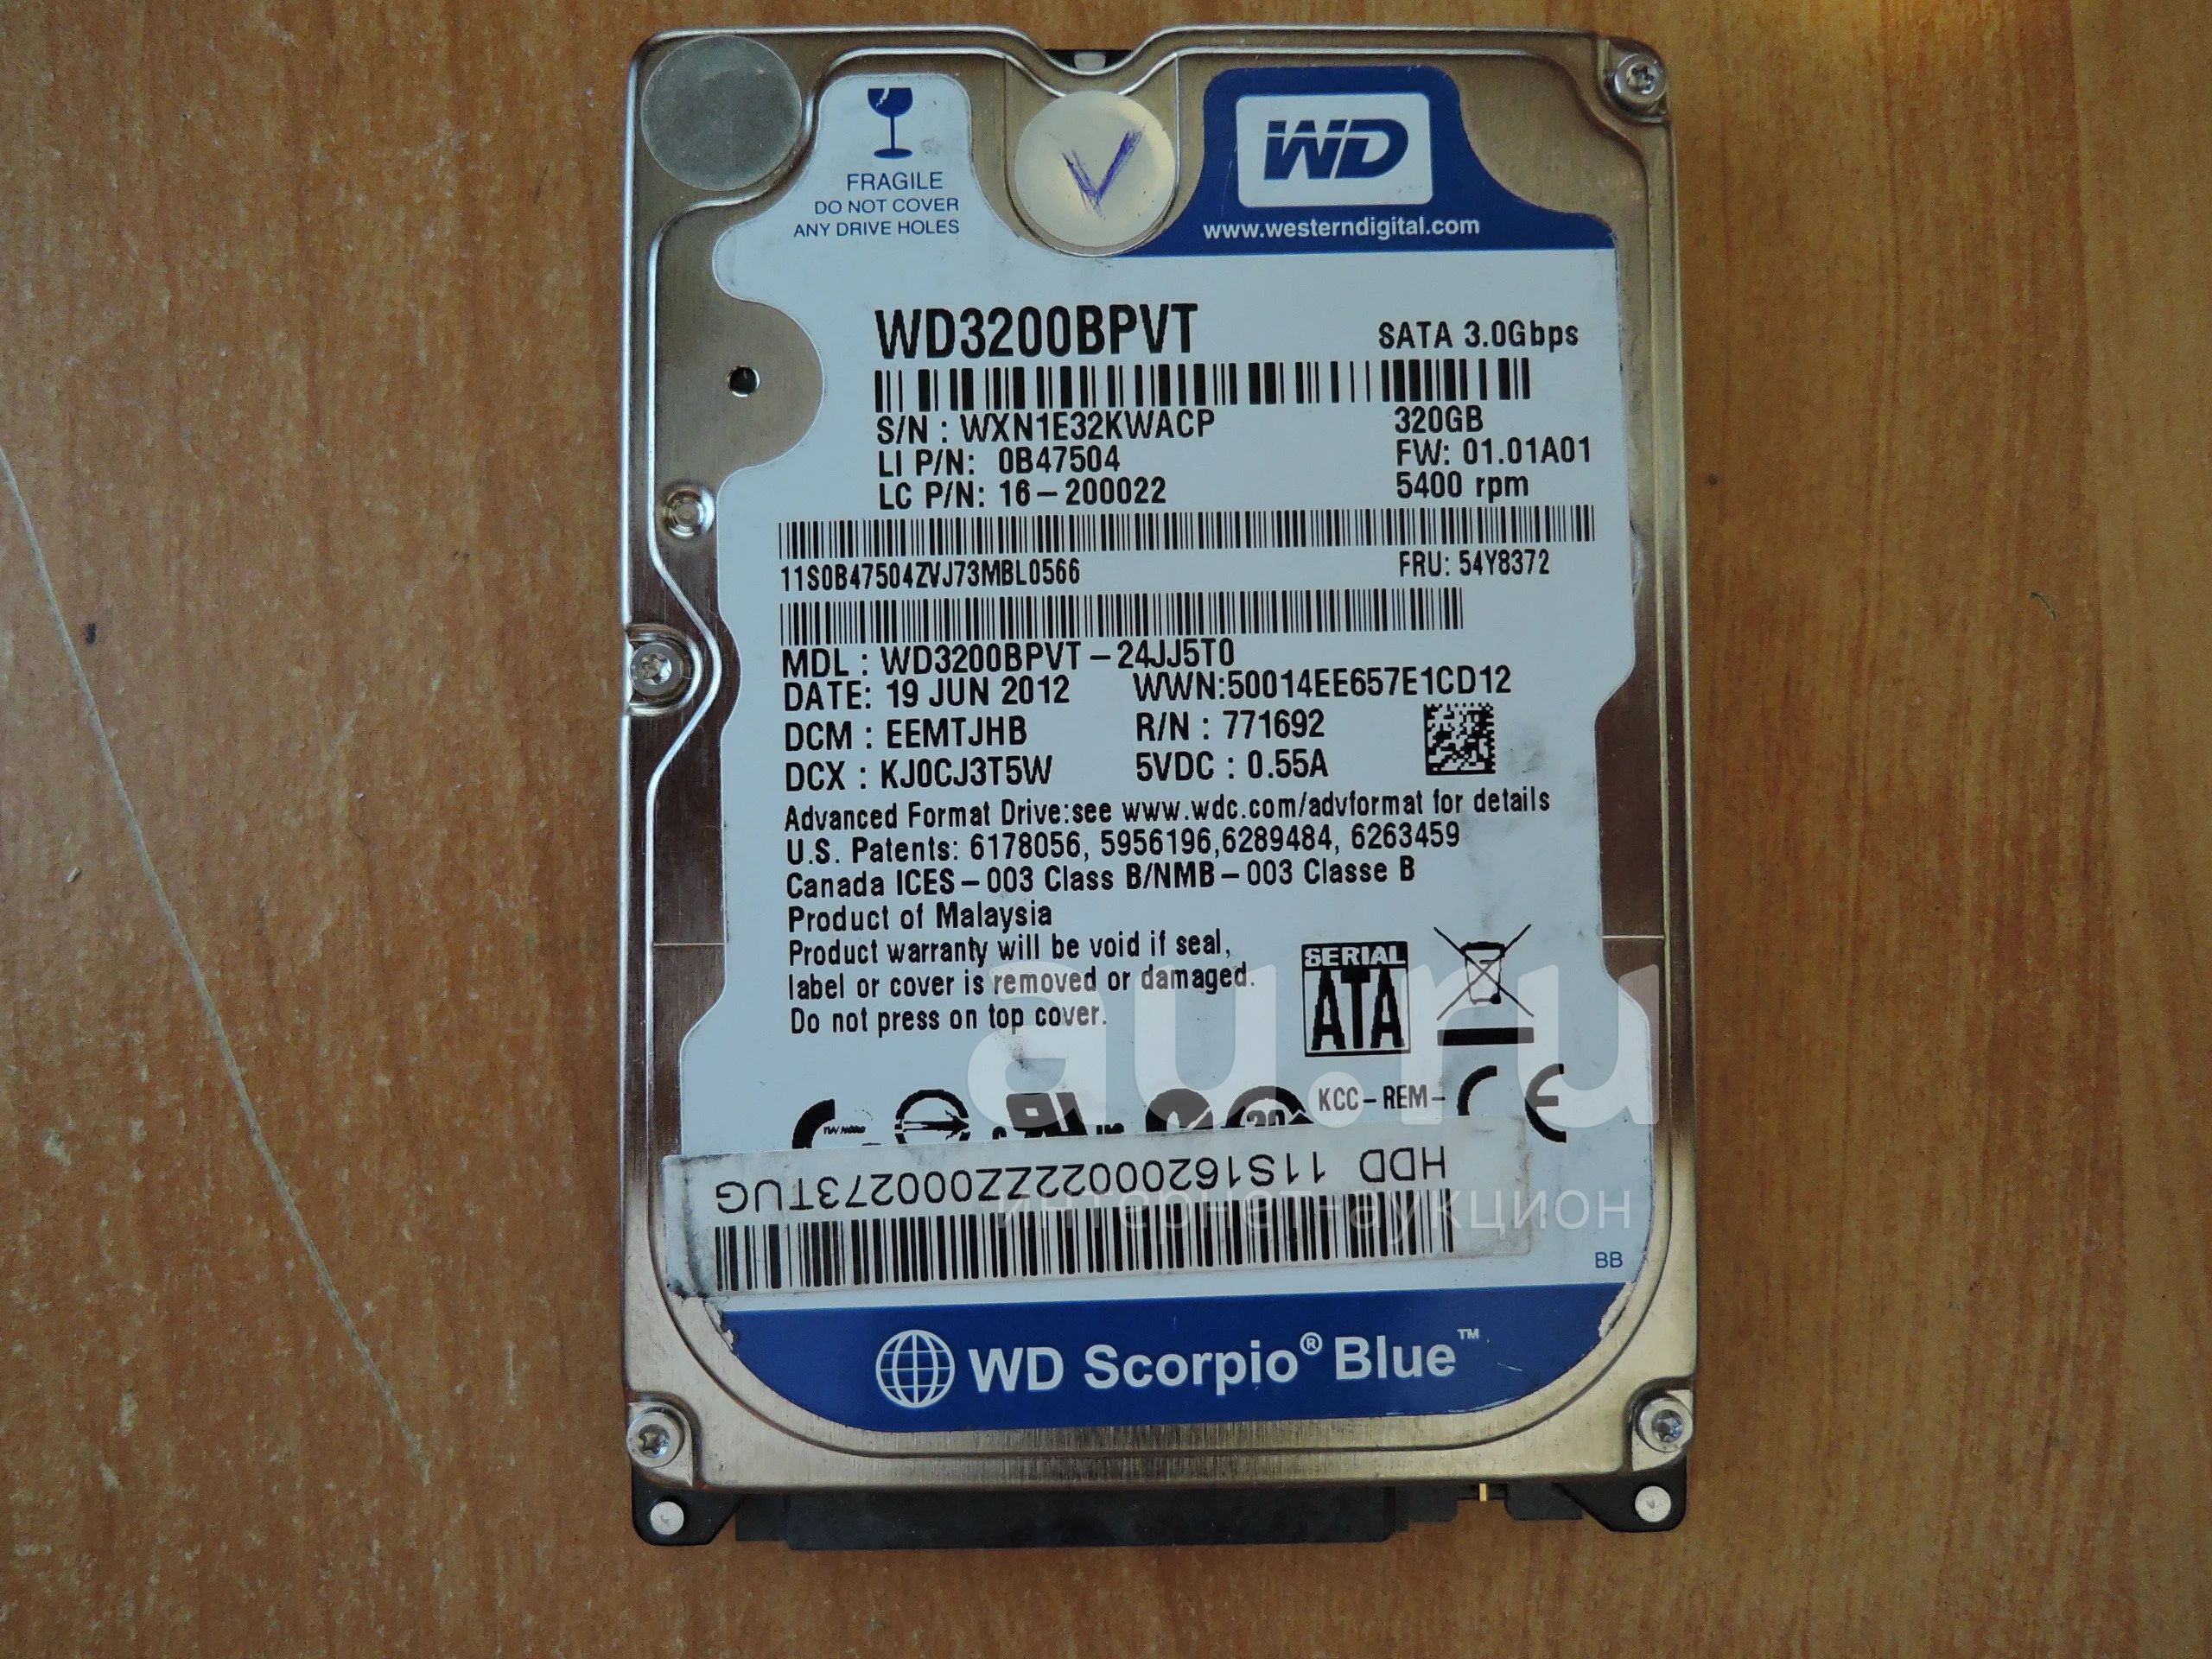 FRAGILE
DO NOT COVER
ANY DRIVE HOLES
V
WD
www.westerndigital.com
WD3200BPVT
SATA 3.0Gbps
S/N : WXN1E32KWACP
320GB
LI P/N: 0B47504
FW: 01.01A01
LC P/N: 16-200022
5400 rpm
11S0B47504ZVJ73MBL0566
FRU: 54Y8372
MDL : WD3200BPVT-24JJ5T0
DATE: 19 JUN 2012 WWN:50014EE657E1CD12
DCM : EEMTJHB R/N : 771692
DCX : KJ0CJ3T5W 5VDC : 0.55A
Advanced Format Drive:see www.wdc.com/advformat for details
U.S. Patents: 6178056, 5956196,6289484, 6263459
Canada ICES-003 Class B/NMB-003 Classe B
Product of Malaysia
Product warranty will be void if seal,
label or cover is removed or damaged.
Do not press on top cover.
SERIAL
ATA
au.ru
KCC-REM-
CE
HDD 11S16200022ZZ000273TUG
интернет-аукцион
BB
WD Scorpio® Blue™